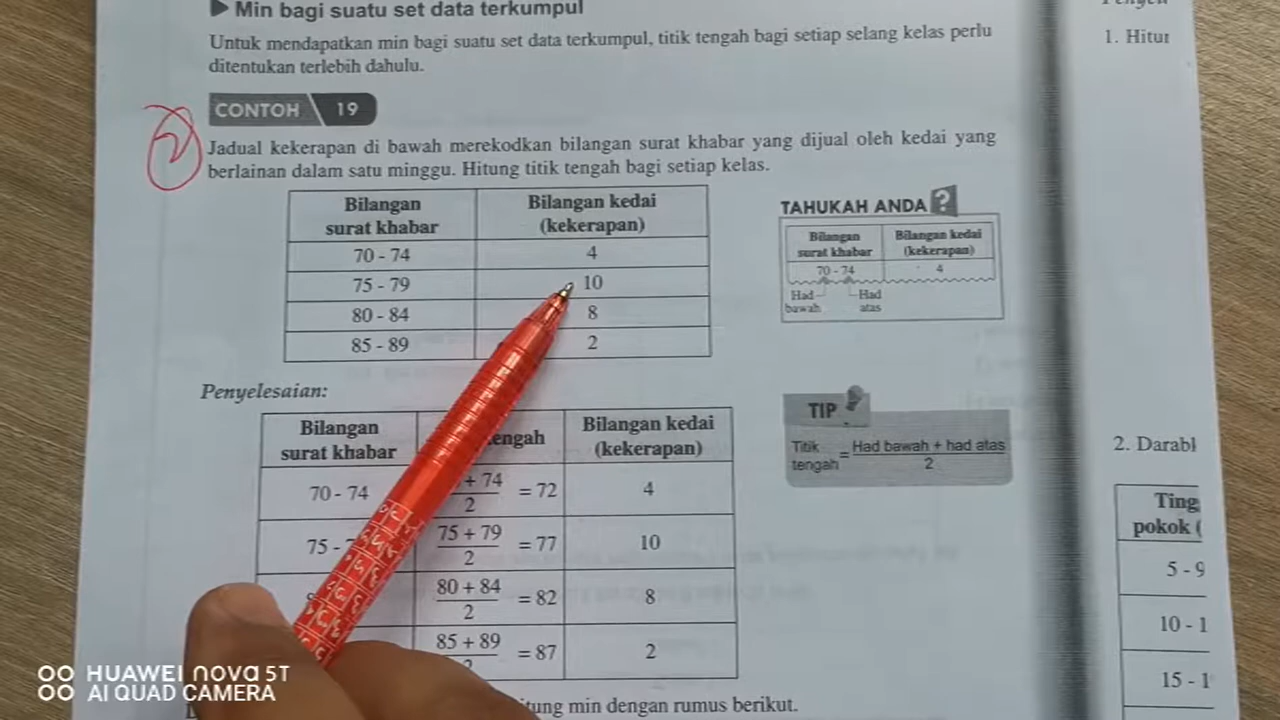 Min bagi suatu set data terkumpul
Untuk mendapatkan min bagi suatu set data terkumpul, titik tengah bagi setiap selang kelas perlu
ditentukan terlebih dahulu.
CONTOH 19
Jadual kekerapan di bawah merekodkan bilangan surat khabar yang dijual oleh kedai yang
berlainan dalam satu minggu. Hitung titik tengah bagi setiap kelas.
Bilangan surat khabar Bilangan kedai (kekerapan)
70 - 74 4
75 - 79 10
80 - 84 8
85 - 89 2
TAHUKAH ANDA ?
Bilangan surat khabar Bilangan kedai (kekerapan)
70 - 74 4
Had bawah Had atas
Penyelesaian:
Bilangan surat khabar tengah Bilangan kedai (kekerapan)
70 - 74 + 74 / 2 = 72 4
75 - 75 + 79 / 2 = 77 10
80 + 84 / 2 = 82 8
85 + 89 / 2 = 87 2
TIP
Titik tengah = Had bawah + had atas / 2
min dengan rumus berikut.
1. Hitun
2. Darabl
Ting
pokok (
5 - 9
10 - 1
15 - 1
HUAWEI nova 5T
AI QUAD CAMERA